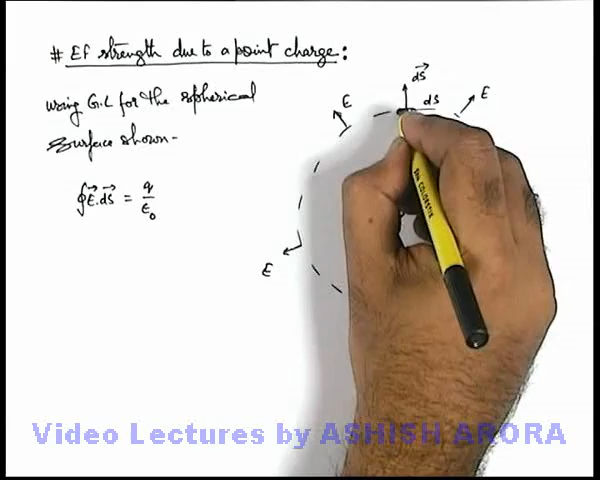 # EF strength due to a point charge:
using G.L for the spherical
surface shown-
∮E⃗.dS⃗ = q/ε₀
dS⃗
dS
E
E
E
Video Lectures by ASHISH ARORA